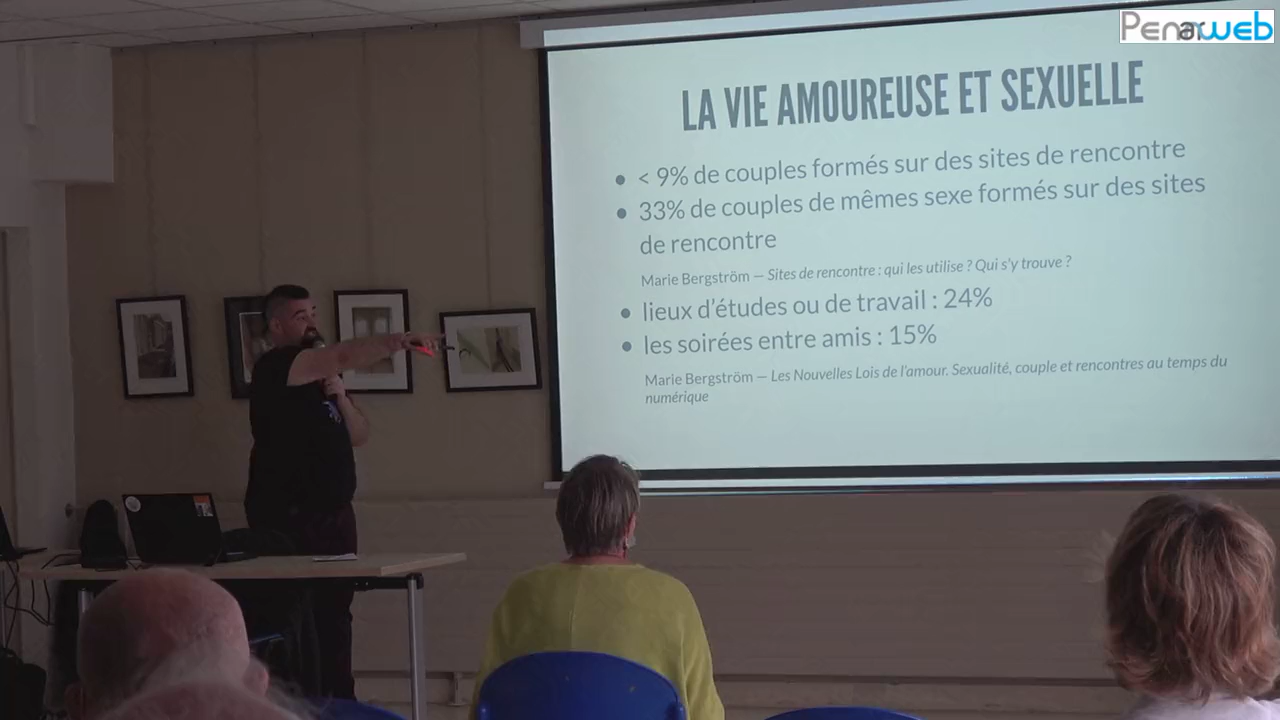 Penarweb
LA VIE AMOUREUSE ET SEXUELLE
• < 9% de couples formés sur des sites de rencontre
• 33% de couples de mêmes sexe formés sur des sites
de rencontre
Marie Bergström — Sites de rencontre : qui les utilise ? Qui s'y trouve ?
• lieux d'études ou de travail : 24%
• les soirées entre amis : 15%
Marie Bergström — Les Nouvelles Lois de l'amour. Sexualité, couple et rencontres au temps du
numérique